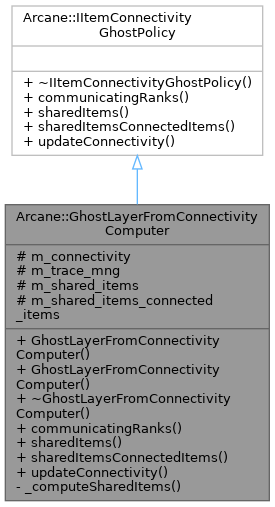 Arcane::IItemConnectivity
GhostPolicy
+ ~IItemConnectivityGhostPolicy()
+ communicatingRanks()
+ sharedItems()
+ sharedItemsConnectedItems()
+ updateConnectivity()
Arcane::GhostLayerFromConnectivity
Computer
# m_connectivity
# m_trace_mng
# m_shared_items
# m_shared_items_connected
_items
+ GhostLayerFromConnectivity
Computer()
+ GhostLayerFromConnectivity
Computer()
+ ~GhostLayerFromConnectivity
Computer()
+ communicatingRanks()
+ sharedItems()
+ sharedItemsConnectedItems()
+ updateConnectivity()
- _computeSharedItems()